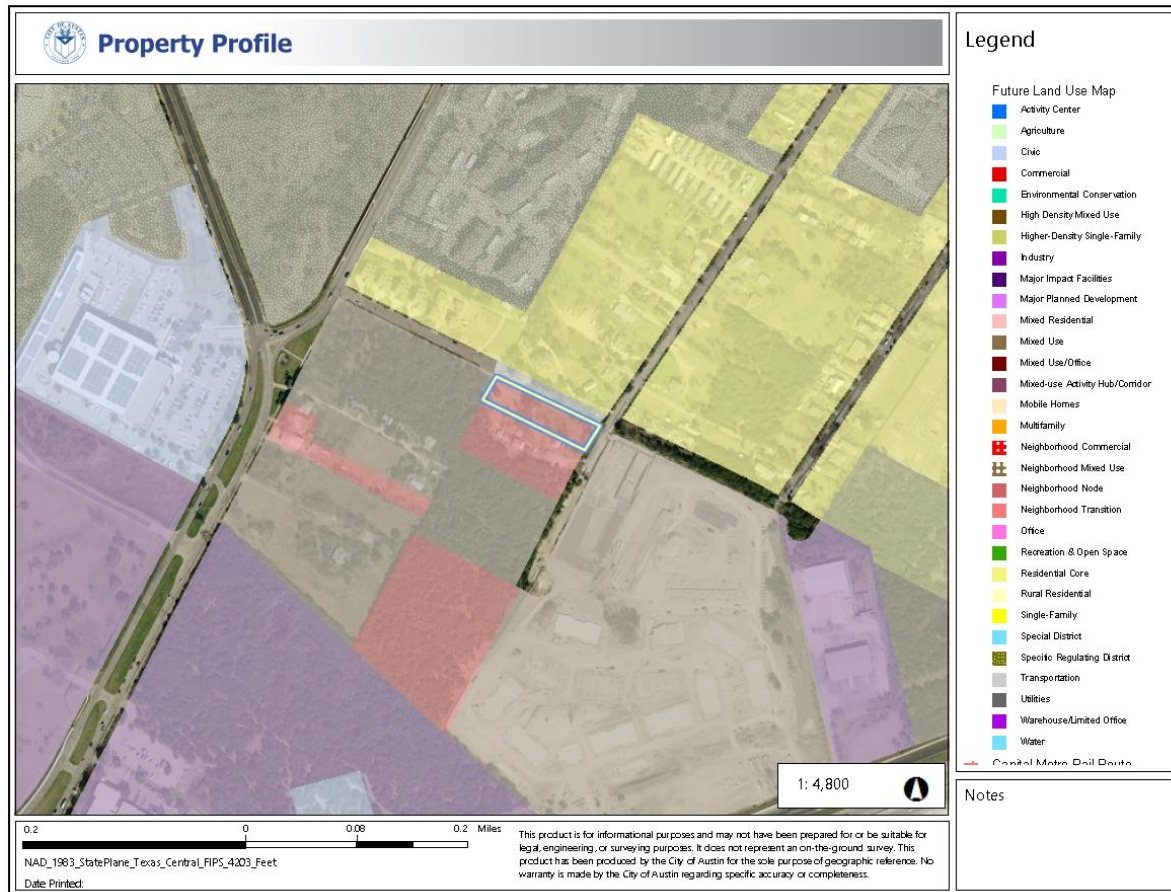 CITY OF AUSTIN
Property Profile
Legend
Future Land Use Map
Activity Center
Agriculture
Civic
Commercial
Environmental Conservation
High Density Mixed Use
Higher-Density Single-Family
Industry
Major Impact Facilities
Major Planned Development
Mixed Residential
Mixed Use
Mixed Use/Office
Mixed-use Activity Hub/Corridor
Mobile Homes
Multifamily
Neighborhood Commercial
Neighborhood Mixed Use
Neighborhood Node
Neighborhood Transition
Office
Recreation & Open Space
Residential Core
Rural Residential
Single-Family
Special District
Specific Regulating District
Transportation
Utilities
Warehouse/Limited Office
Water
Capital Metro Rail Route
1: 4,800
Notes
0.2 0 0.08 0.2 Miles
NAD_1983_StatePlane_Texas_Central_FIPS_4203_Feet
Date Printed:
This product is for informational purposes and may not have been prepared for or be suitable for
legal, engineering, or surveying purposes. It does not represent an on-the-ground survey. This
product has been produced by the City of Austin for the sole purpose of geographic reference. No
warranty is made by the City of Austin regarding specific accuracy or completeness.